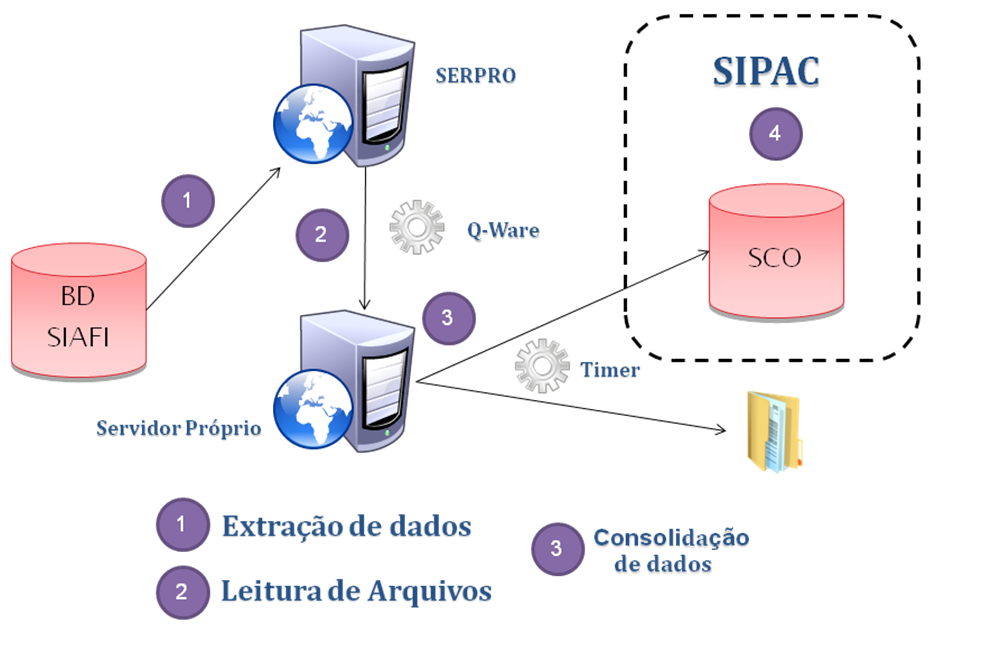 SERPRO
SIPAC
4
1
2
Q-Ware
BD
SIAFI
SCO
3
Timer
Servidor Próprio
1 Extração de dados
3 Consolidação
de dados
2 Leitura de Arquivos